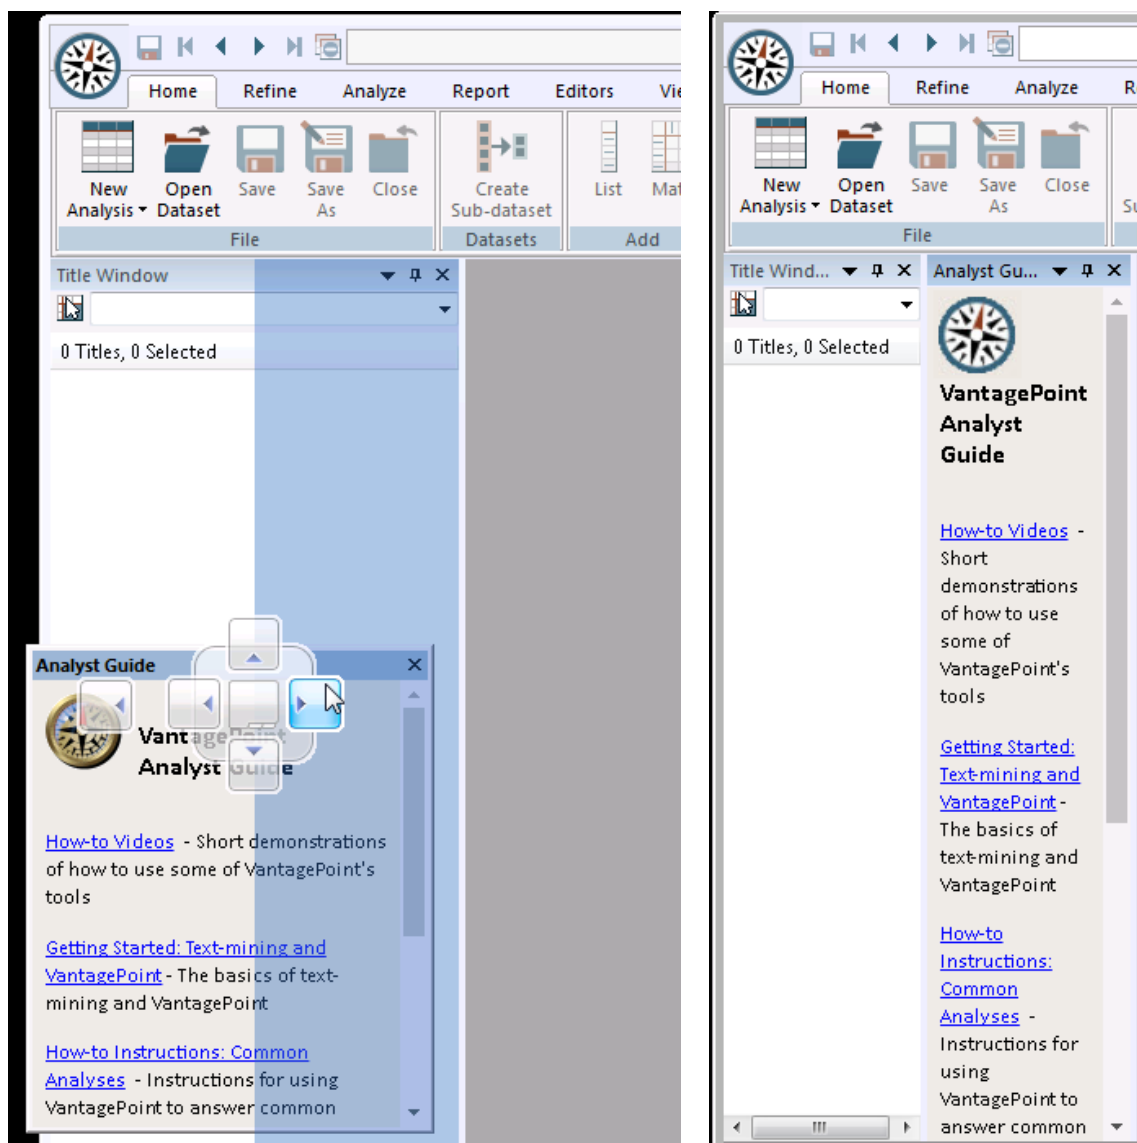 Home Refine Analyze Report Editors
New Analysis Open Dataset Save Save As Close Create Sub-dataset List
File Datasets Add
Title Window
0 Titles, 0 Selected
Analyst Guide
VantagePoint
Analyst Guide
How-to Videos - Short demonstrations
of how to use some of VantagePoint's
tools
Getting Started: Text-mining and
VantagePoint - The basics of text-
mining and VantagePoint
How-to Instructions: Common
Analyses - Instructions for using
VantagePoint to answer common
Home Refine Analyze
New Analysis Open Dataset Save Save As Close
File
Title Wind... Analyst Gu...
0 Titles, 0 Selected
VantagePoint
Analyst
Guide
How-to Videos -
Short
demonstrations
of how to use
some of
VantagePoint's
tools
Getting Started:
Text-mining and
VantagePoint -
The basics of
text-mining and
VantagePoint
How-to
Instructions:
Common
Analyses -
Instructions for
using
VantagePoint to
answer common